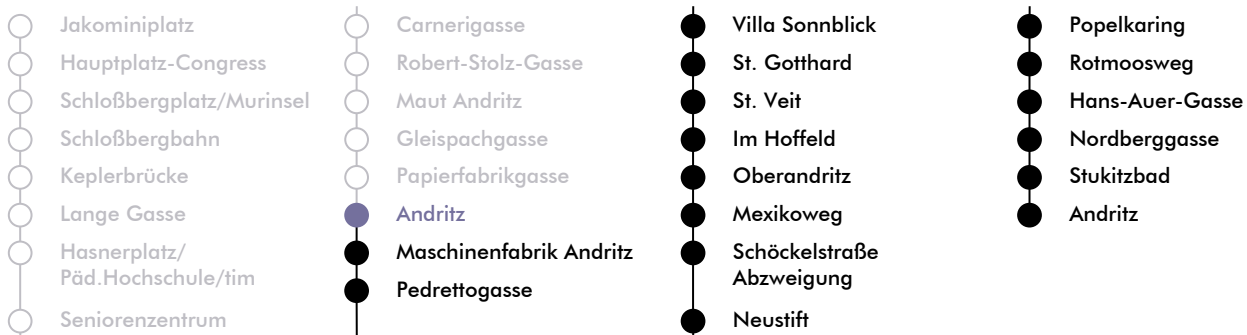 Jakominiplatz
Hauptplatz-Congress
Schloßbergplatz/Murinsel
Schloßbergbahn
Keplerbrücke
Lange Gasse
Hasnerplatz/
Päd.Hochschule/tim
Seniorenzentrum
Carnerigasse
Robert-Stolz-Gasse
Maut Andritz
Gleispachgasse
Papierfabrikgasse
Andritz
Maschinenfabrik Andritz
Pedrettogasse
Villa Sonnblick
St. Gotthard
St. Veit
Im Hoffeld
Oberandritz
Mexikoweg
Schöckelstraße
Abzweigung
Neustift
Popelkaring
Rotmoosweg
Hans-Auer-Gasse
Nordberggasse
Stukitzbad
Andritz